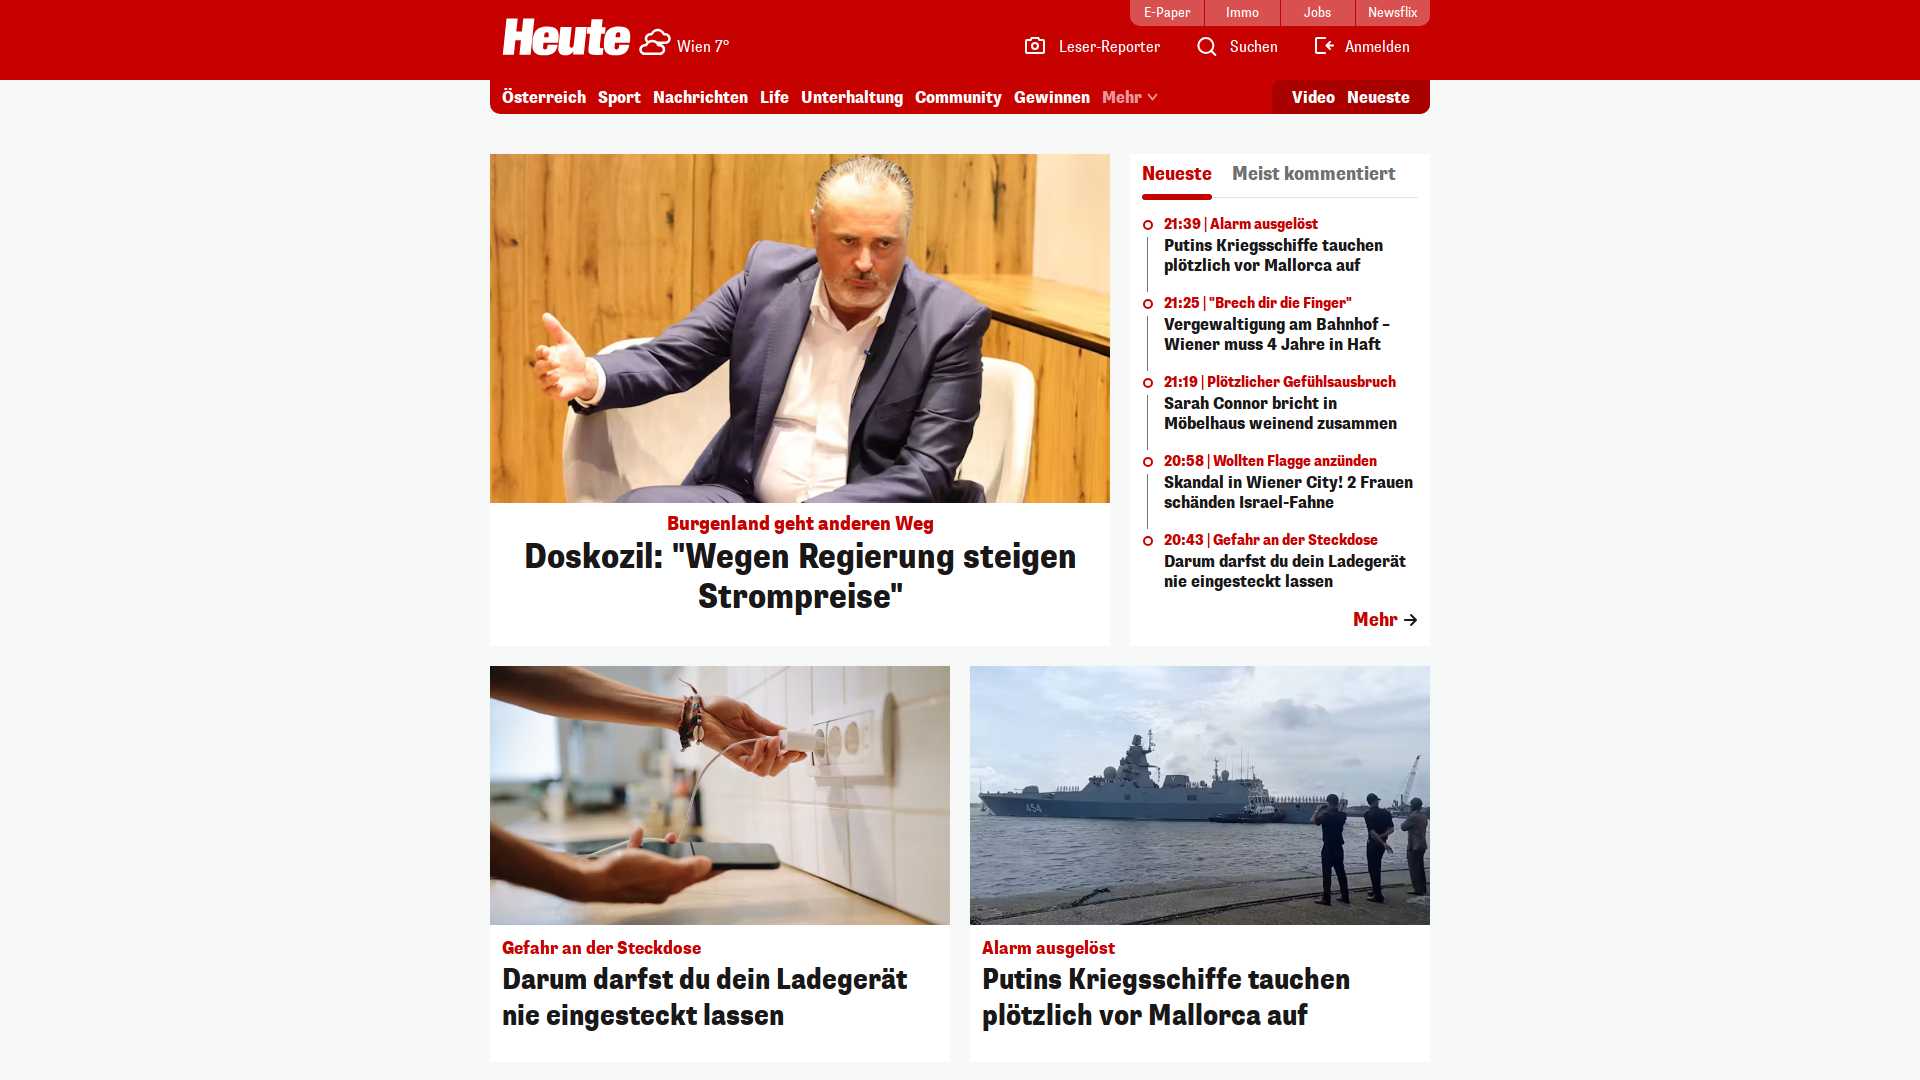 E-Paper
Immo
Jobs
Newsflix
Heute
Wien 7°
Leser-Reporter
Suchen
Anmelden
Österreich
Sport
Nachrichten
Life
Unterhaltung
Community
Gewinnen
Mehr
Video
Neueste
Burgenland geht anderen Weg
Doskozil: "Wegen Regierung steigen
Strompreise"
Neueste
Meist kommentiert
21:39 | Alarm ausgelöst
Putins Kriegsschiffe tauchen
plötzlich vor Mallorca auf
21:25 | "Brech dir die Finger"
Vergewaltigung am Bahnhof –
Wiener muss 4 Jahre in Haft
21:19 | Plötzlicher Gefühlsausbruch
Sarah Connor bricht in
Möbelhaus weinend zusammen
20:58 | Wollten Flagge anzünden
Skandal in Wiener City! 2 Frauen
schänden Israel-Fahne
20:43 | Gefahr an der Steckdose
Darum darfst du dein Ladegerät
nie eingesteckt lassen
Mehr
Gefahr an der Steckdose
Darum darfst du dein Ladegerät
nie eingesteckt lassen
454
Alarm ausgelöst
Putins Kriegsschiffe tauchen
plötzlich vor Mallorca auf